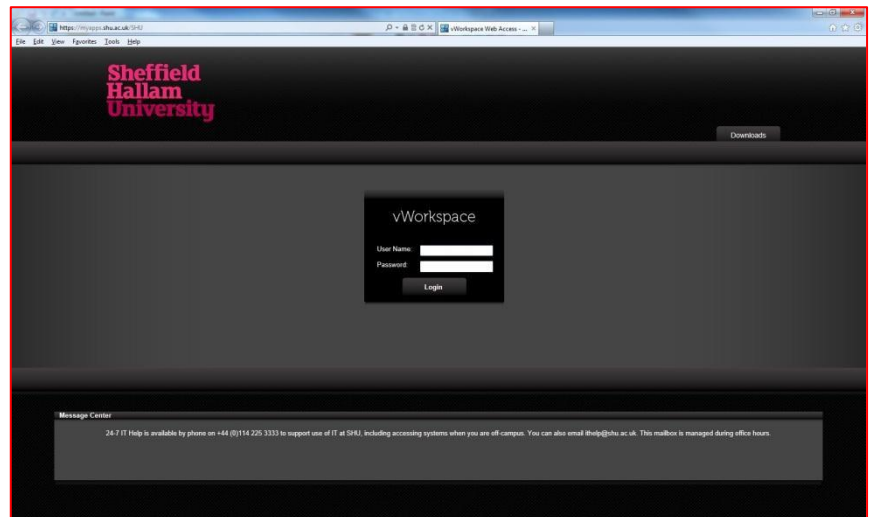 https://myapps.shu.ac.uk/SHU
vWorkspace Web Access - ...
File Edit View Favorites Tools Help
Sheffield
Hallam
University
Downloads
vWorkspace
User Name:
Password:
Login
Message Center
24-7 IT Help is available by phone on +44 (0)114 225 3333 to support use of IT at SHU, including accessing systems when you are off-campus. You can also email ithelp@shu.ac.uk. This mailbox is managed during office hours.